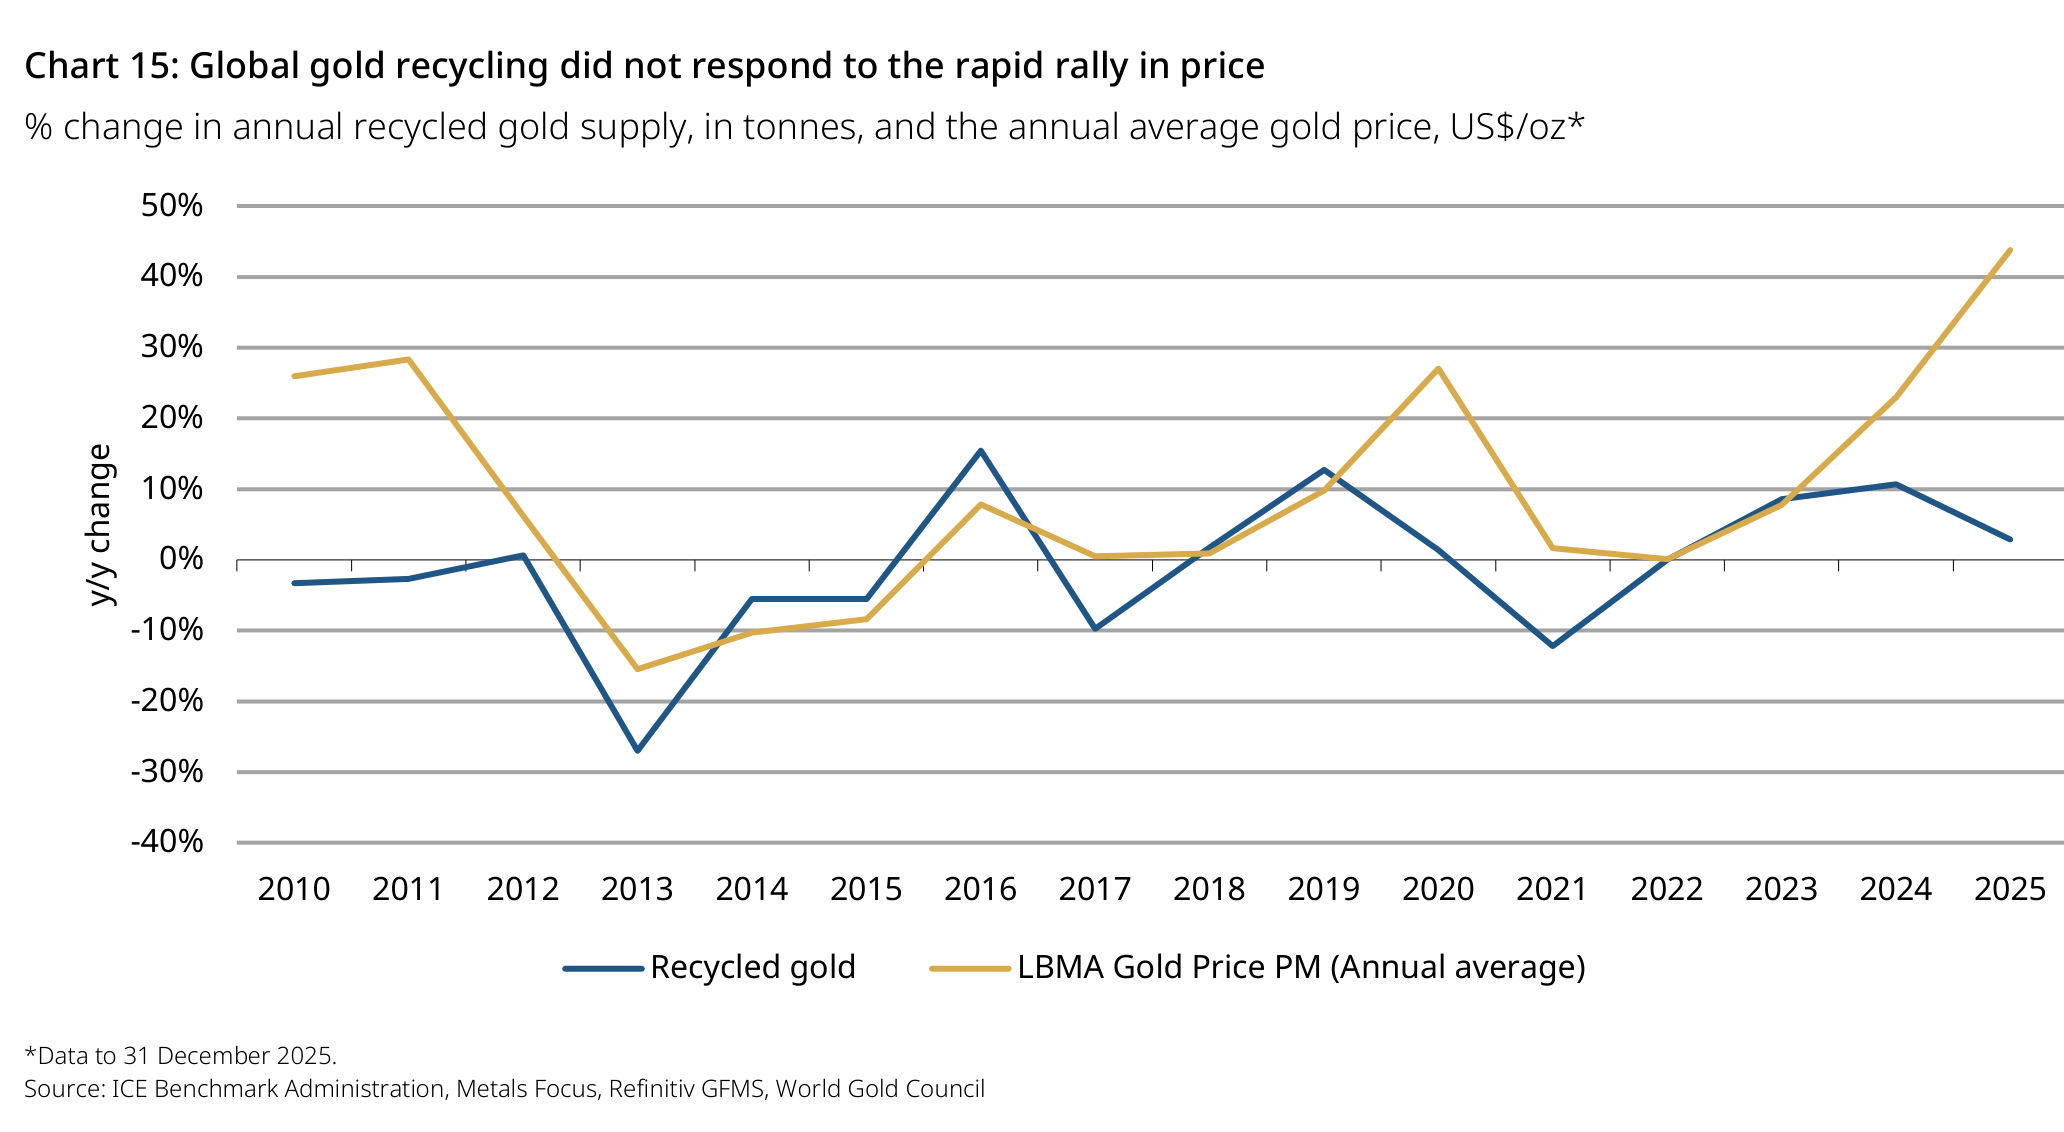 Chart 15: Global gold recycling did not respond to the rapid rally in price
% change in annual recycled gold supply, in tonnes, and the annual average gold price, US$/oz*
50%
40%
30%
20%
10%
0%
-10%
-20%
-30%
-40%
y/y change
2010 2011 2012 2013 2014 2015 2016 2017 2018 2019 2020 2021 2022 2023 2024 2025
Recycled gold LBMA Gold Price PM (Annual average)
*Data to 31 December 2025.
Source: ICE Benchmark Administration, Metals Focus, Refinitiv GFMS, World Gold Council